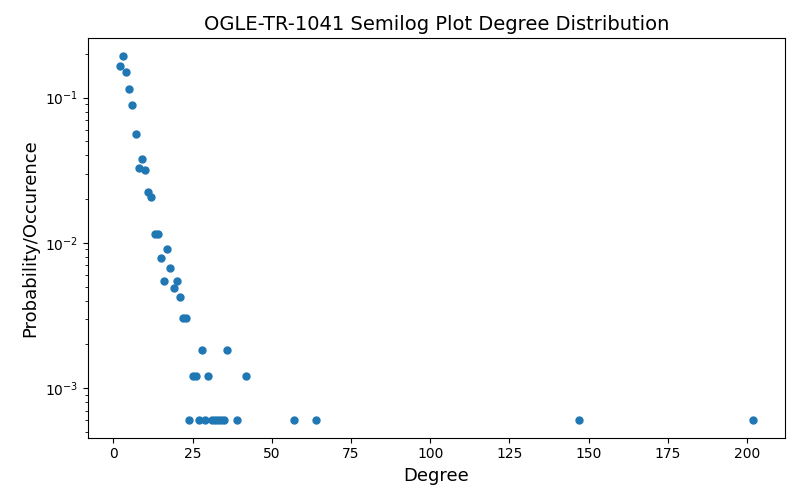 OGLE-TR-1041 Semilog Plot Degree Distribution
Probability/Occurence
10⁻¹
10⁻²
10⁻³
0 25 50 75 100 125 150 175 200
Degree